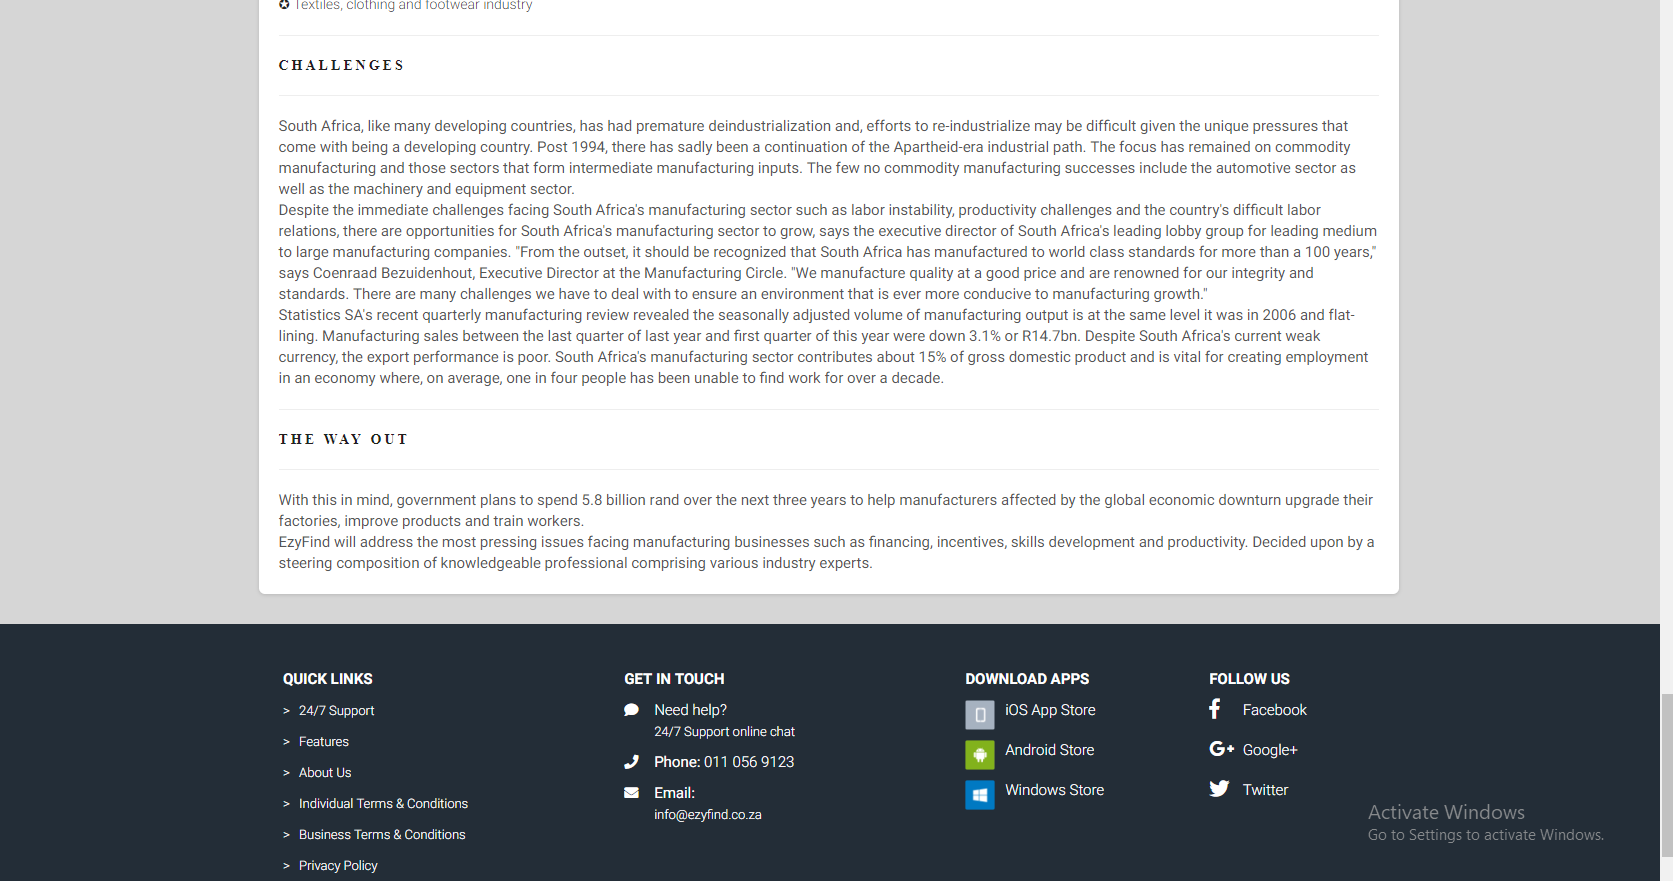 Textiles, clothing and footwear industry
CHALLENGES
South Africa, like many developing countries, has had premature deindustrialization and, efforts to re-industrialize may be difficult given the unique pressures that
come with being a developing country. Post 1994, there has sadly been a continuation of the Apartheid-era industrial path. The focus has remained on commodity
manufacturing and those sectors that form intermediate manufacturing inputs. The few no commodity manufacturing successes include the automotive sector as
well as the machinery and equipment sector.
Despite the immediate challenges facing South Africa's manufacturing sector such as labor instability, productivity challenges and the country's difficult labor
relations, there are opportunities for South Africa's manufacturing sector to grow, says the executive director of South Africa's leading lobby group for leading medium
to large manufacturing companies. "From the outset, it should be recognized that South Africa has manufactured to world class standards for more than a 100 years,"
says Coenraad Bezuidenhout, Executive Director at the Manufacturing Circle. "We manufacture quality at a good price and are renowned for our integrity and
standards. There are many challenges we have to deal with to ensure an environment that is ever more conducive to manufacturing growth."
Statistics SA's recent quarterly manufacturing review revealed the seasonally adjusted volume of manufacturing output is at the same level it was in 2006 and flat-
lining. Manufacturing sales between the last quarter of last year and first quarter of this year were down 3.1% or R14.7bn. Despite South Africa's current weak
currency, the export performance is poor. South Africa's manufacturing sector contributes about 15% of gross domestic product and is vital for creating employment
in an economy where, on average, one in four people has been unable to find work for over a decade.
THE WAY OUT
With this in mind, government plans to spend 5.8 billion rand over the next three years to help manufacturers affected by the global economic downturn upgrade their
factories, improve products and train workers.
EzyFind will address the most pressing issues facing manufacturing businesses such as financing, incentives, skills development and productivity. Decided upon by a
steering composition of knowledgeable professional comprising various industry experts.
QUICK LINKS
> 24/7 Support
> Features
> About Us
> Individual Terms & Conditions
> Business Terms & Conditions
> Privacy Policy
GET IN TOUCH
Need help?
24/7 Support online chat
Phone: 011 056 9123
Email:
info@ezyfind.co.za
DOWNLOAD APPS
iOS App Store
Android Store
Windows Store
FOLLOW US
Facebook
Google+
Twitter
Activate Windows
Go to Settings to activate Windows.